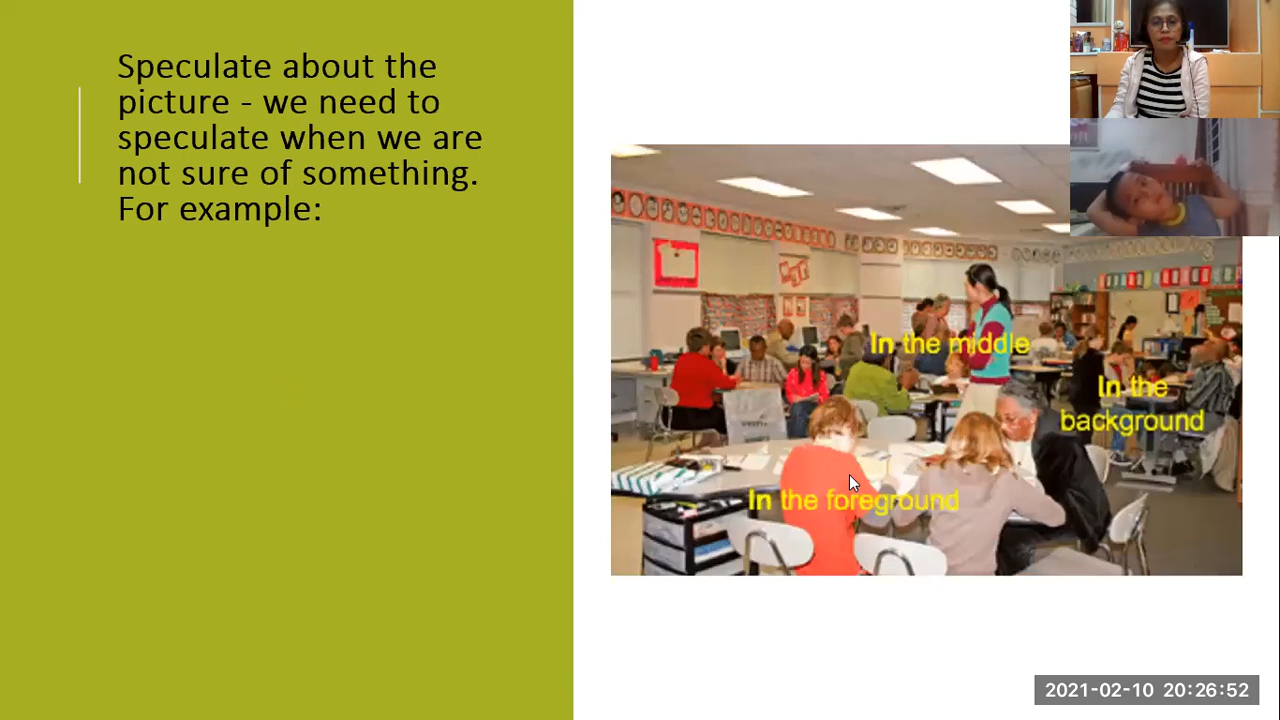 Speculate about the
picture - we need to
speculate when we are
not sure of something.
For example:
In the middle
In the
background
In the foreground
2021-02-10 20:26:52